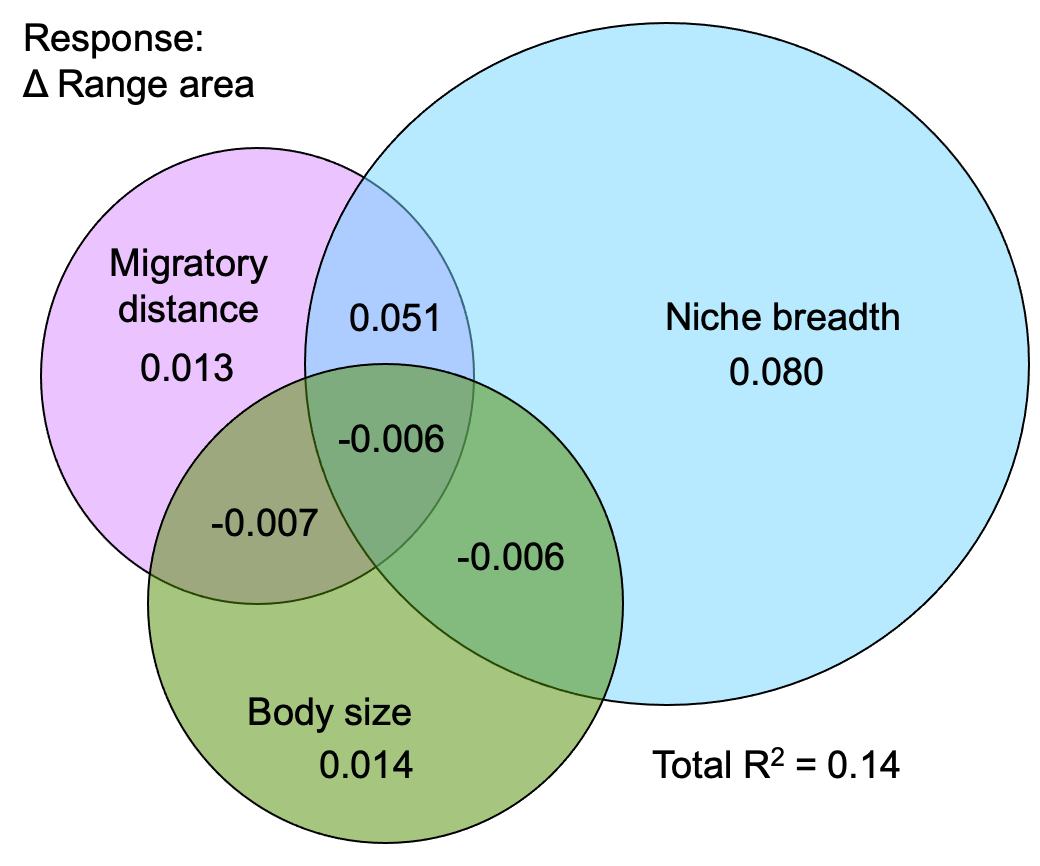 Response:
Δ Range area
Migratory
distance
0.013
0.051
Niche breadth
0.080
-0.006
-0.007
-0.006
Body size
0.014
Total R² = 0.14